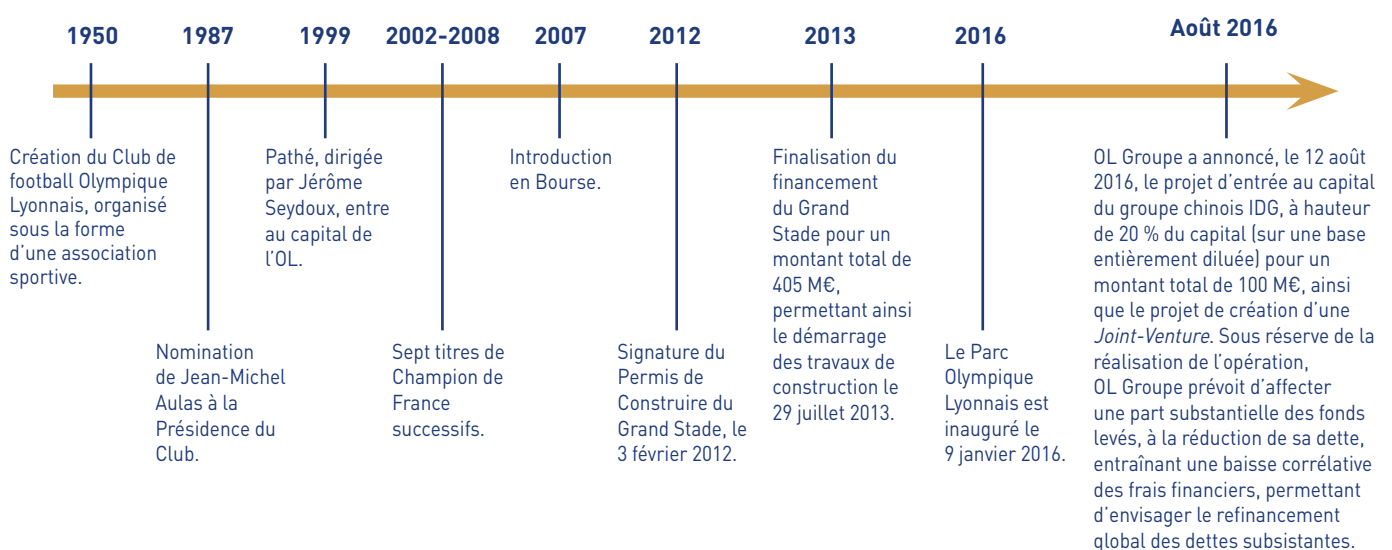 1950
1987
1999
2002-2008
2007
2012
2013
2016
Août 2016
Création du Club de
football Olympique
Lyonnais, organisé
sous la forme
d'une association
sportive.
Nomination
de Jean-Michel
Aulas à la
Présidence du
Club.
Pathé, dirigée
par Jérôme
Seydoux, entre
au capital de
l'OL.
Sept titres de
Champion de
France
successifs.
Introduction
en Bourse.
Signature du
Permis de
Construire du
Grand Stade, le
3 février 2012.
Finalisation du
financement
du Grand
Stade pour un
montant total de
405 M€,
permettant ainsi
le démarrage
des travaux de
construction le
29 juillet 2013.
Le Parc
Olympique
Lyonnais est
inauguré le
9 janvier 2016.
OL Groupe a annoncé, le 12 août
2016, le projet d'entrée au capital
du groupe chinois IDG, à hauteur
de 20 % du capital (sur une base
entièrement diluée) pour un
montant total de 100 M€, ainsi
que le projet de création d'une
Joint-Venture. Sous réserve de la
réalisation de l'opération,
OL Groupe prévoit d'affecter
une part substantielle des fonds
levés, à la réduction de sa dette,
entraînant une baisse corrélative
des frais financiers, permettant
d'envisager le refinancement
global des dettes subsistantes.